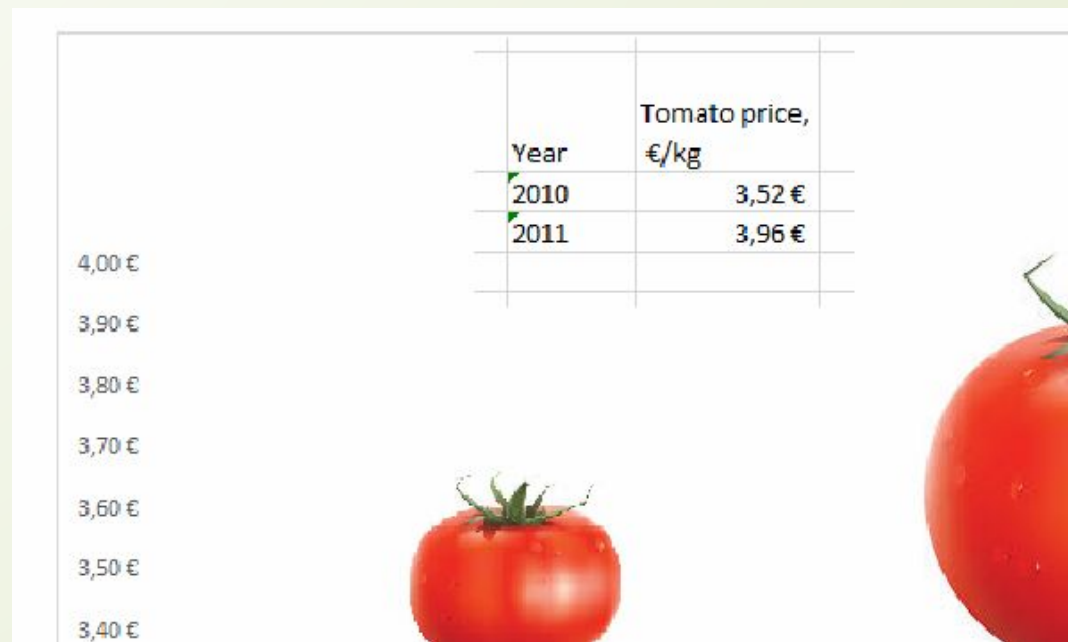 Tomato price,
Year €/kg
2010 3,52 €
2011 3,96 €
4,00 €
3,90 €
3,80 €
3,70 €
3,60 €
3,50 €
3,40 €